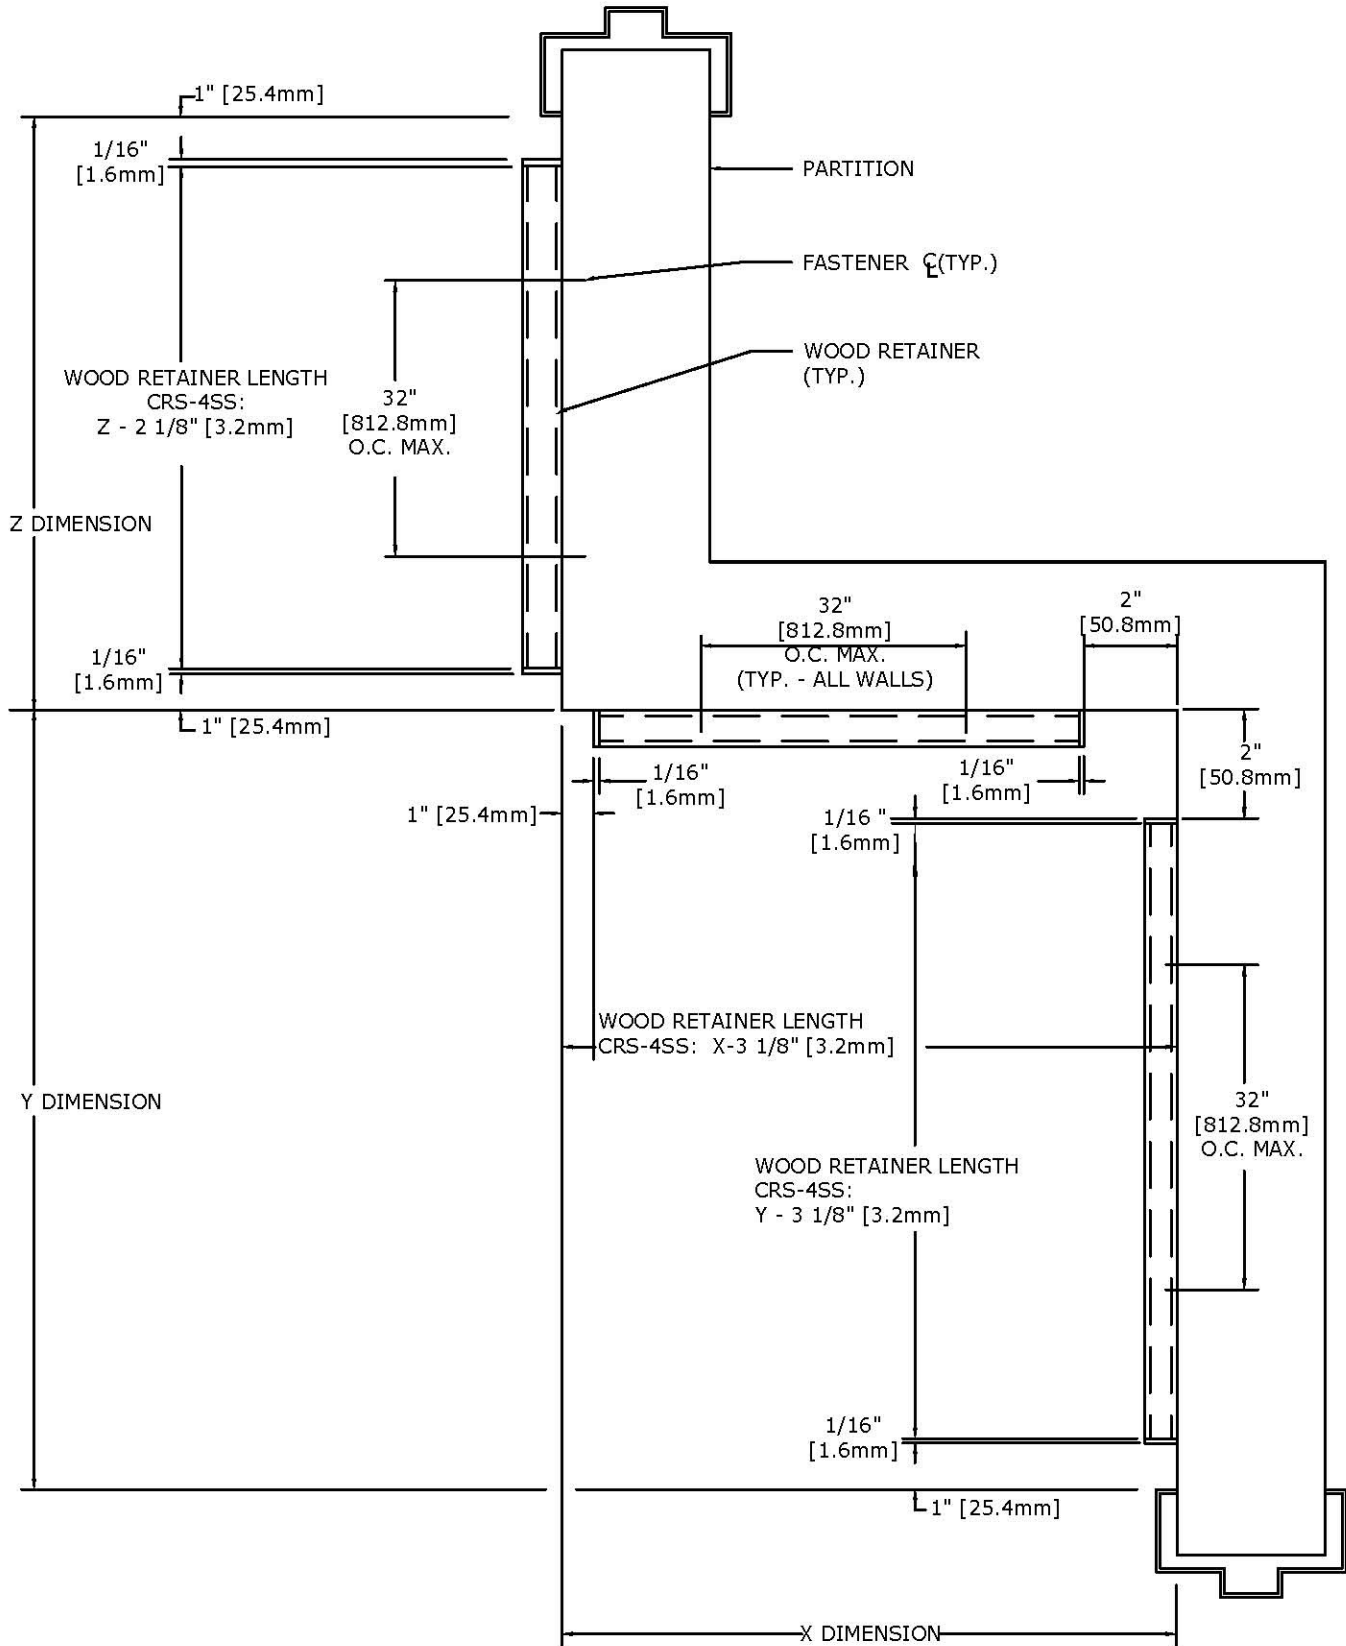 1" [25.4mm]
1/16"
[1.6mm]
PARTITION
FASTENER ℄(TYP.)
WOOD RETAINER
(TYP.)
WOOD RETAINER LENGTH
CRS-4SS:
Z - 2 1/8" [3.2mm]
32"
[812.8mm]
O.C. MAX.
Z DIMENSION
32"
[812.8mm]
O.C. MAX.
(TYP. - ALL WALLS)
2"
[50.8mm]
1/16"
[1.6mm]
1" [25.4mm]
1/16"
[1.6mm]
1/16"
[1.6mm]
2"
[50.8mm]
1" [25.4mm]
1/16 "
[1.6mm]
WOOD RETAINER LENGTH
CRS-4SS: X-3 1/8" [3.2mm]
Y DIMENSION
32"
[812.8mm]
O.C. MAX.
WOOD RETAINER LENGTH
CRS-4SS:
Y - 3 1/8" [3.2mm]
1/16"
[1.6mm]
1" [25.4mm]
X DIMENSION